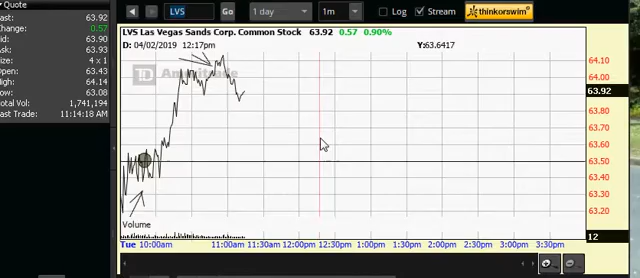 Quote
Current: 63.92
Change: 0.57
Bid: 63.90
Ask: 63.93
Size: 4 x 1
Open: 63.43
High: 64.14
Low: 63.08
Total Vol: 1,741,194
Last Trade: 11:14:18 AM
LVS Go 1 day 1m Log Stream thinkorswim
LVS Las Vegas Sands Corp. Common Stock 63.92 0.57 0.90%
D: 04/02/2019 12:17pm Y:63.6417
TD Ameritrade
64.10
64.00
63.92
63.80
63.70
63.60
63.50
63.40
63.30
63.20
Volume
12
Tue 10:00am 11:00am 11:30am 12:00pm 12:30pm 1:00pm 1:30pm 2:00pm 2:30pm 3:00pm 3:30pm